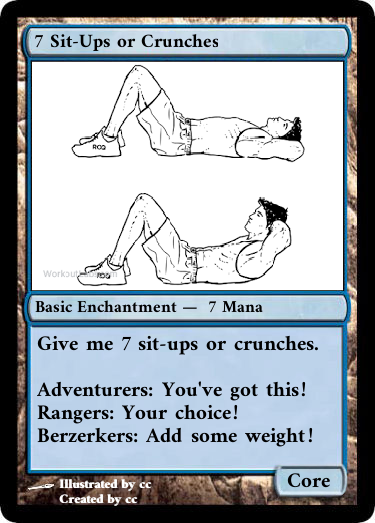 7 Sit-Ups or Crunches
RQQ
Basic Enchantment — 7 Mana
Give me 7 sit-ups or crunches.
Adventurers: You've got this!
Rangers: Your choice!
Berzerkers: Add some weight!
Core
Illustrated by cc
Created by cc